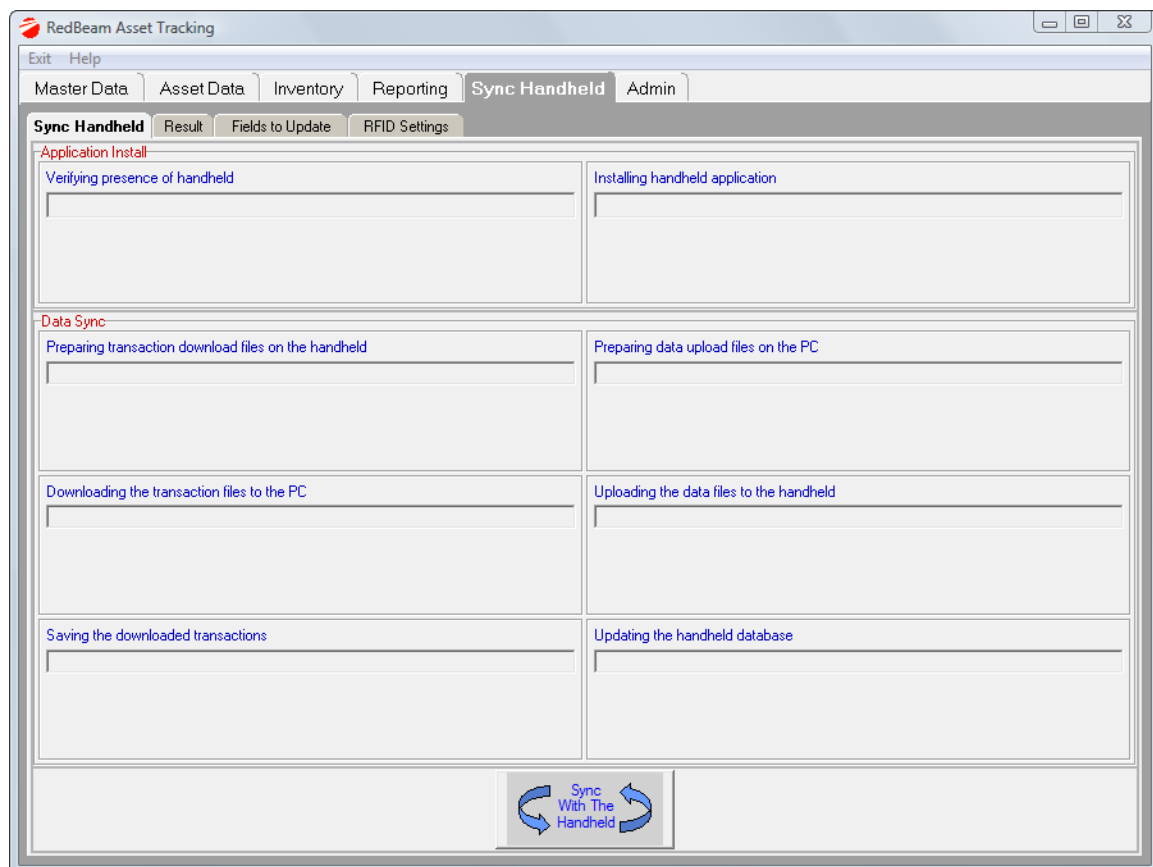 RedBeam Asset Tracking
Exit Help
Master Data Asset Data Inventory Reporting Sync Handheld Admin
Sync Handheld Result Fields to Update RFID Settings
Application Install
Verifying presence of handheld
Installing handheld application
Data Sync
Preparing transaction download files on the handheld
Preparing data upload files on the PC
Downloading the transaction files to the PC
Uploading the data files to the handheld
Saving the downloaded transactions
Updating the handheld database
Sync
With The
Handheld